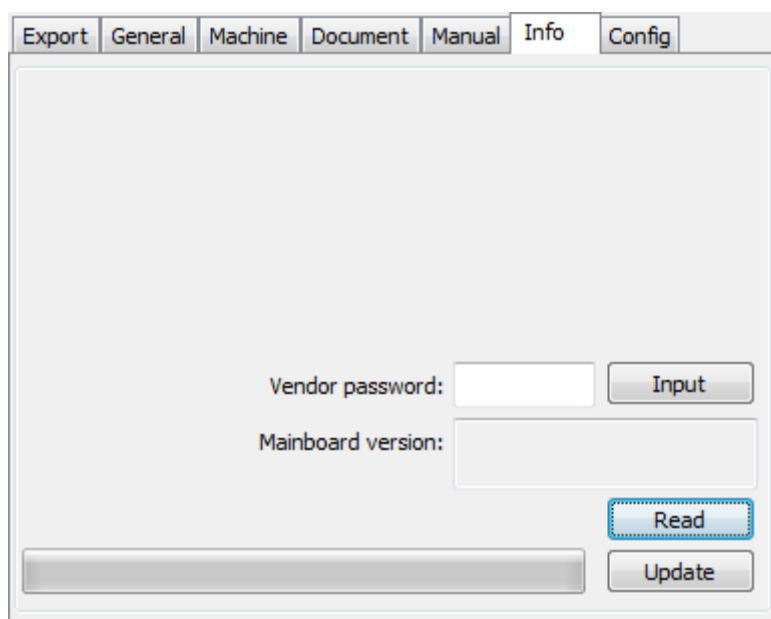 Export General Machine Document Manual Info Config
Vendor password: Input
Mainboard version:
Read
Update